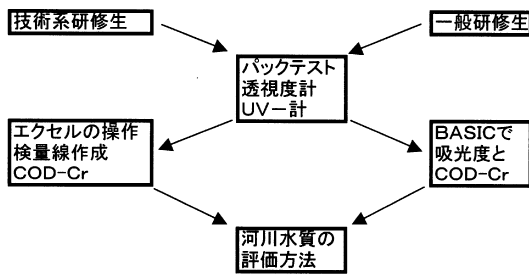 技術系研修生
一般研修生
パックテスト
透視度計
UV－計
エクセルの操作
検量線作成
COD-Cr
BASICで
吸光度と
COD-Cr
河川水質の
評価方法